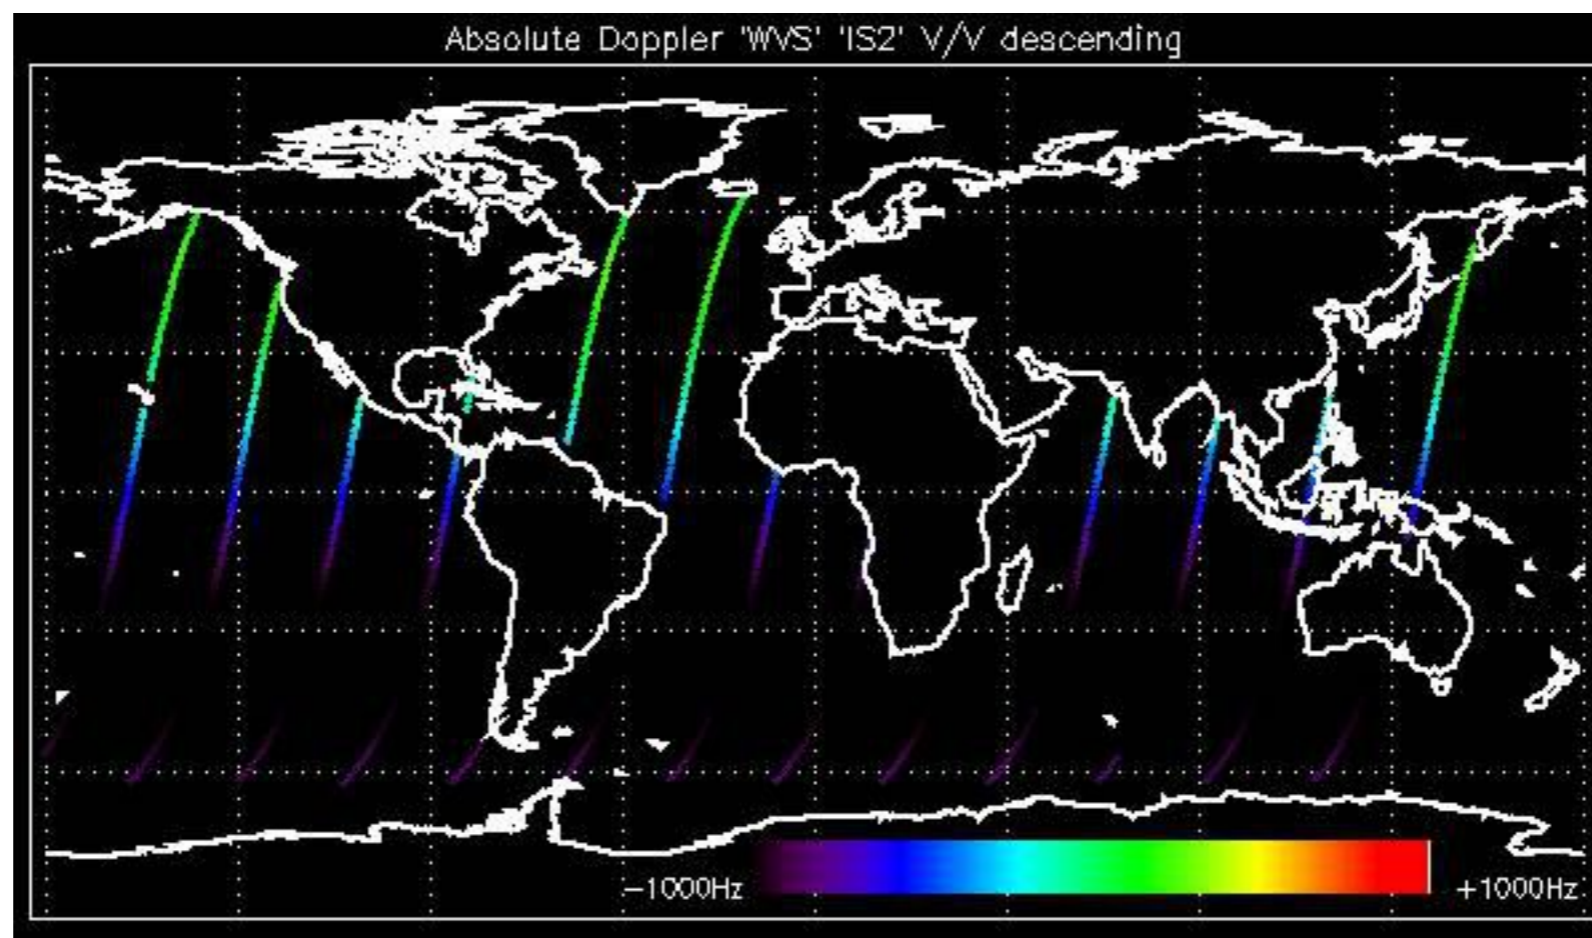 Absolute Doppler 'WVS' 'IS2' V/V descending
−1000Hz +1000Hz